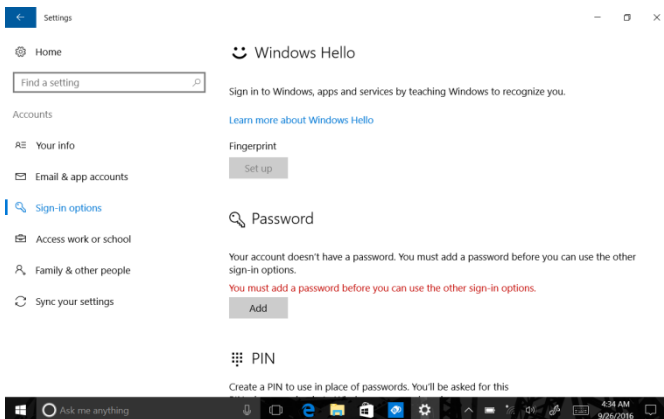 Settings
Home
Find a setting
Accounts
Your info
Email & app accounts
Sign-in options
Access work or school
Family & other people
Sync your settings
Windows Hello
Sign in to Windows, apps and services by teaching Windows to recognize you.
Learn more about Windows Hello
Fingerprint
Set up
Password
Your account doesn't have a password. You must add a password before you can use the other
sign-in options.
You must add a password before you can use the other sign-in options.
Add
PIN
Create a PIN to use in place of passwords. You'll be asked for this
Ask me anything
4:34 AM
9/26/2016